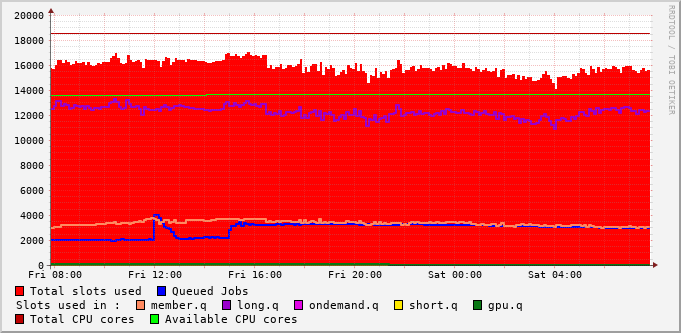 20000
18000
16000
14000
12000
10000
8000
6000
4000
2000
0
Fri 08:00 Fri 12:00 Fri 16:00 Fri 20:00 Sat 00:00 Sat 04:00
RRDTOOL / TOBI OETIKER
Total slots used Queued Jobs
Slots used in : member.q long.q ondemand.q short.q gpu.q
Total CPU cores Available CPU cores